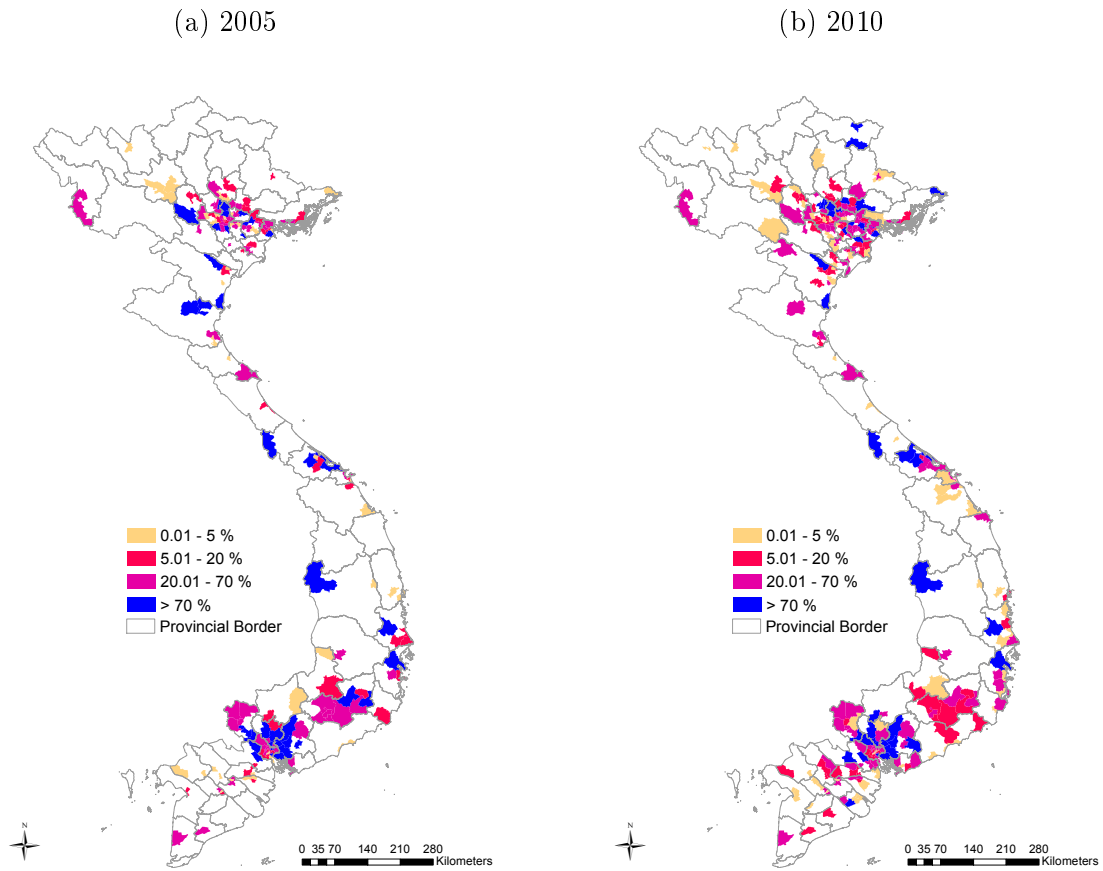 (a) 2005
(b) 2010
0.01 - 5 %
5.01 - 20 %
20.01 - 70 %
> 70 %
Provincial Border
0.01 - 5 %
5.01 - 20 %
20.01 - 70 %
> 70 %
Provincial Border
N
0 35 70 140 210 280
Kilometers
N
0 35 70 140 210 280
Kilometers